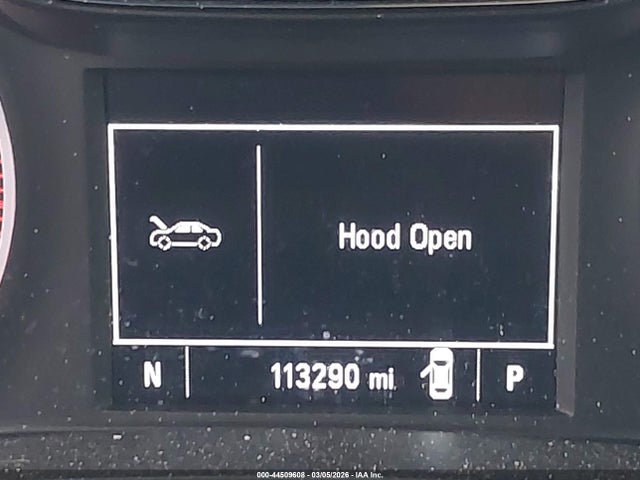 Hood Open
N 113290 mi P
000-44509608 - 03/05/2026 - IAA Inc.